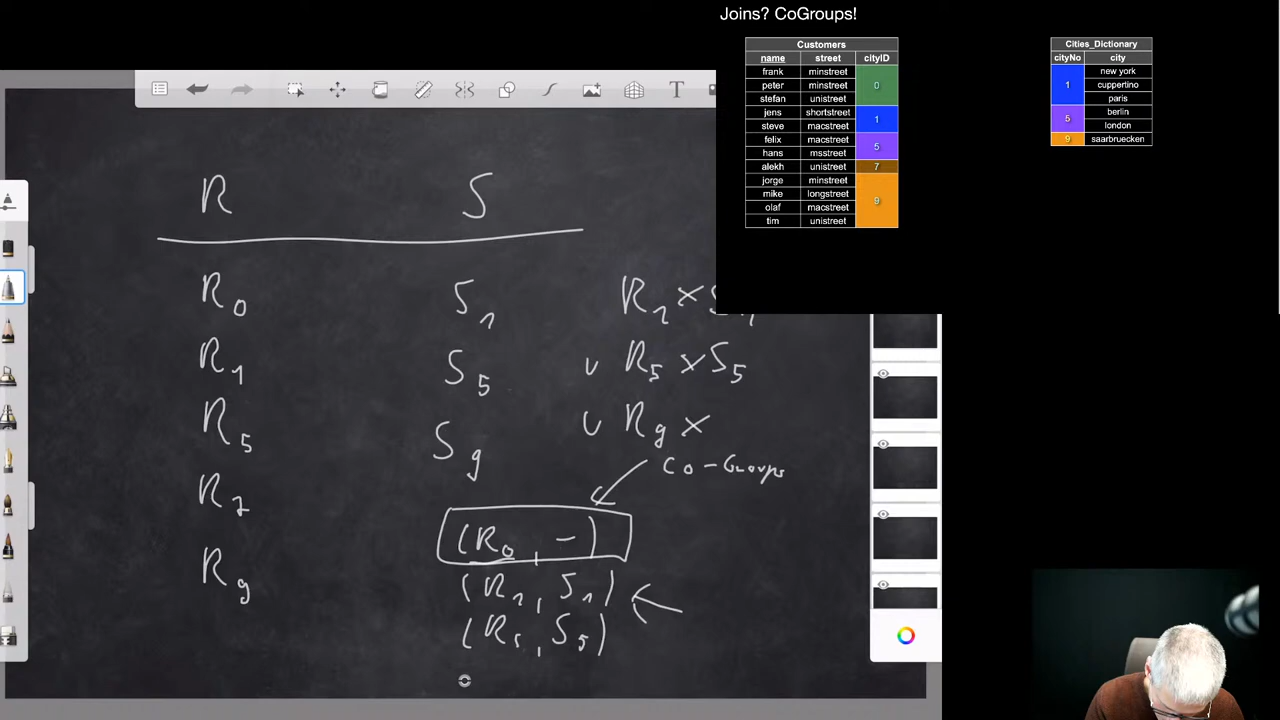 Joins? CoGroups!
Customers
name street cityID
frank minstreet
peter minstreet 0
stefan unistreet
jens shortstreet
steve macstreet 1
felix macstreet
hans msstreet 5
alekh unistreet 7
jorge minstreet
mike longstreet
olaf macstreet 9
tim unistreet
Cities_Dictionary
cityNo city
new york
1 cuppertino
paris
berlin
5 london
9 saarbruecken
T
R S
R0 S1 R1 × S1
R1 S5 ∪ R5 × S5
R5 S9 ∪ R9 ×
Co-Groups
R7 (R0, -)
R9 (R1, S1)
(R5, S5)